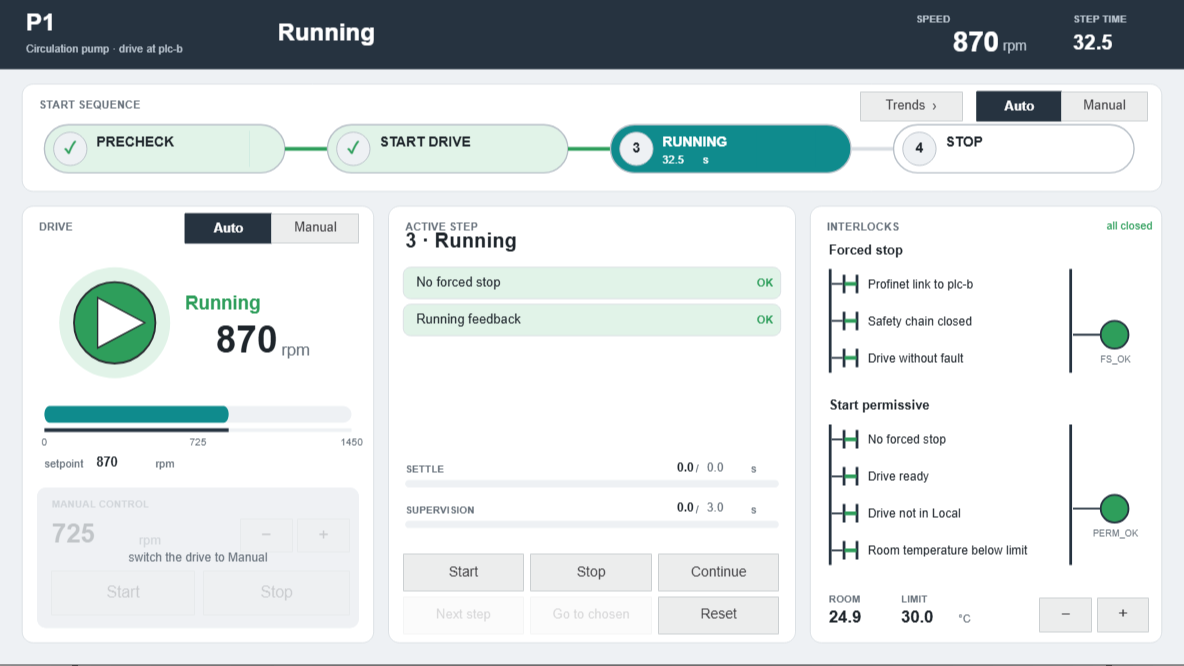 P1
Circulation pump · drive at plc-b
Running
SPEED
870 rpm
STEP TIME
32.5
START SEQUENCE
Trends ›
Auto
Manual
✓ PRECHECK
✓ START DRIVE
3 RUNNING
32.5 s
4 STOP
DRIVE
Auto
Manual
Running
870 rpm
0 725 1450
setpoint 870 rpm
MANUAL CONTROL
725 rpm
− +
switch the drive to Manual
Start Stop
ACTIVE STEP
3 · Running
No forced stop OK
Running feedback OK
SETTLE 0.0 / 0.0 s
SUPERVISION 0.0 / 3.0 s
Start Stop Continue
Next step Go to chosen Reset
INTERLOCKS all closed
Forced stop
Profinet link to plc-b
Safety chain closed
Drive without fault
FS_OK
Start permissive
No forced stop
Drive ready
Drive not in Local
Room temperature below limit
PERM_OK
ROOM LIMIT
24.9 30.0 °C
− +